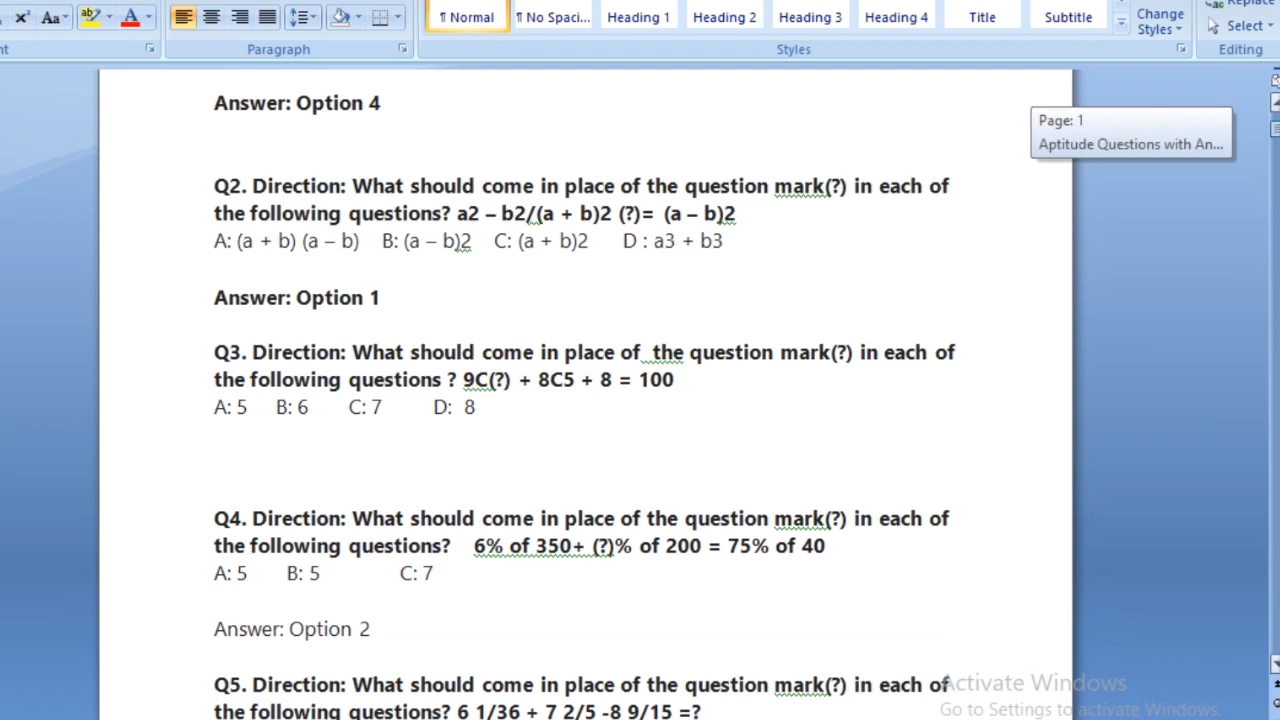 Replace
Aa
A
¶ Normal
¶ No Spaci...
Heading 1
Heading 2
Heading 3
Heading 4
Title
Subtitle
Change
Styles
Select
Paragraph
Styles
Editing
Page: 1
Aptitude Questions with An...
Answer: Option 4
Q2. Direction: What should come in place of the question mark(?) in each of
the following questions? a2 – b2/(a + b)2 (?)= (a – b)2
A: (a + b) (a – b) B: (a – b)2 C: (a + b)2 D : a3 + b3
Answer: Option 1
Q3. Direction: What should come in place of the question mark(?) in each of
the following questions ? 9C(?) + 8C5 + 8 = 100
A: 5 B: 6 C: 7 D: 8
Q4. Direction: What should come in place of the question mark(?) in each of
the following questions? 6% of 350+ (?)% of 200 = 75% of 40
A: 5 B: 5 C: 7
Answer: Option 2
Q5. Direction: What should come in place of the question mark(?) in each of
the following questions? 6 1/36 + 7 2/5 -8 9/15 =?
Activate Windows
Go to Settings to activate Windows.